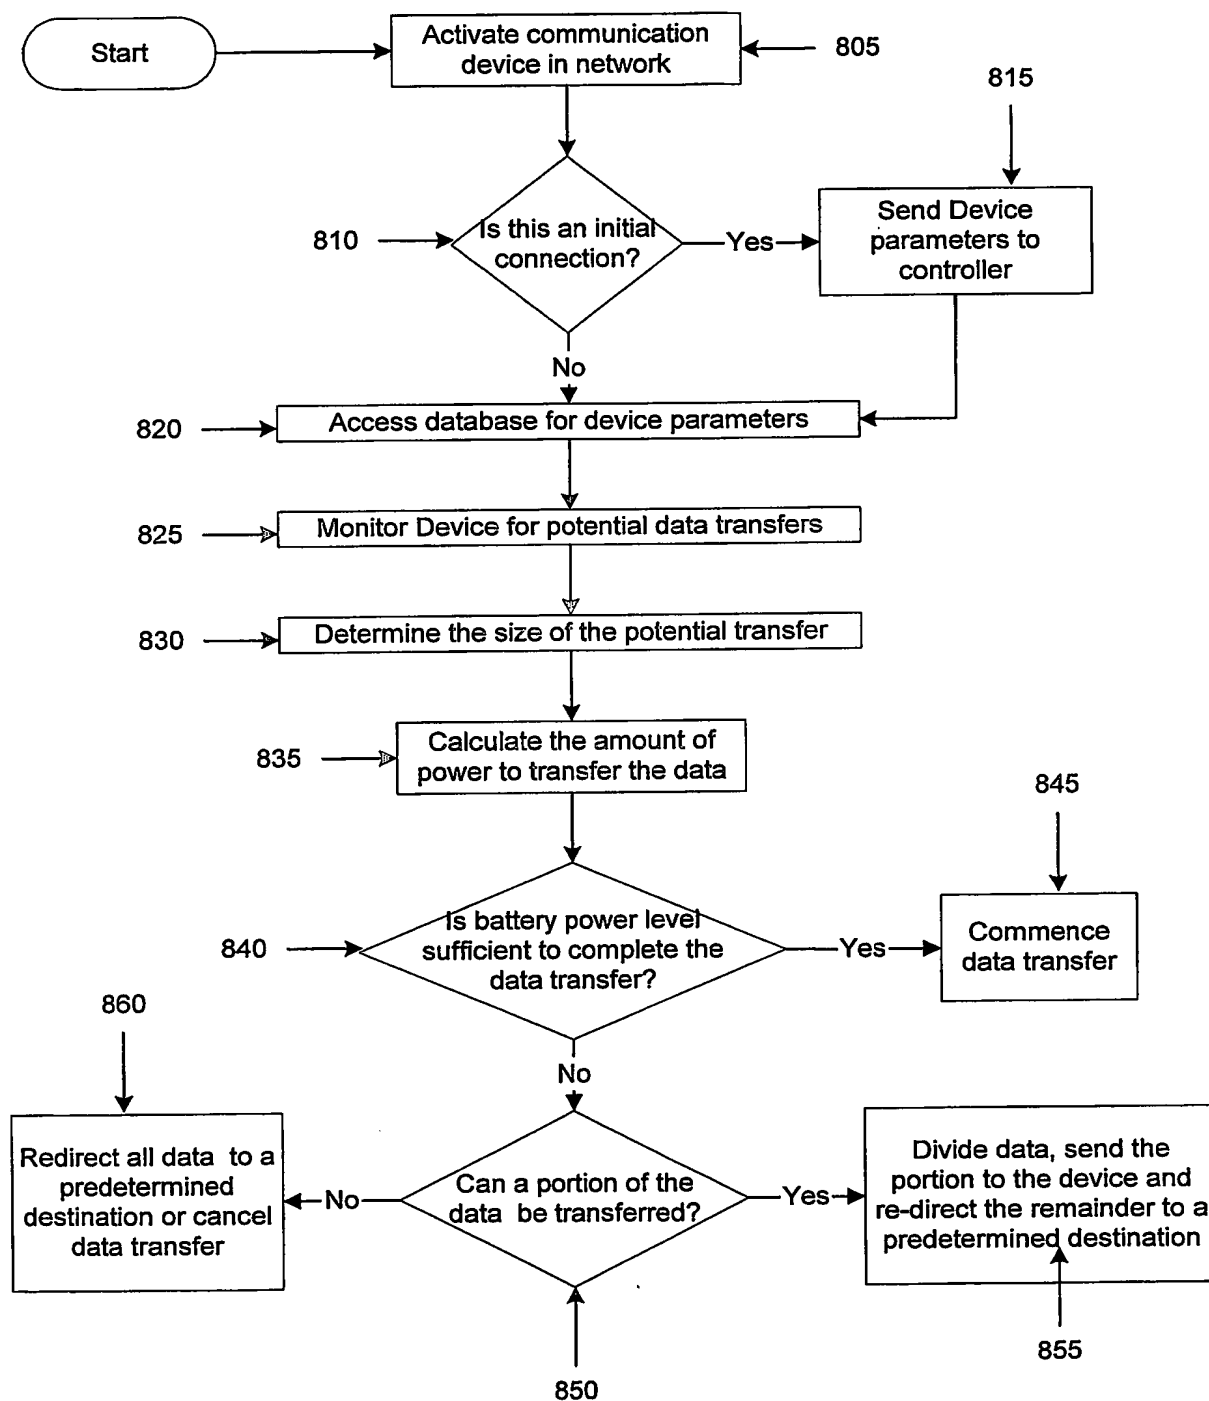 Start
Activate communication
device in network
805
815
810
Is this an initial
connection?
Yes
Send Device
parameters to
controller
No
820
Access database for device parameters
825
Monitor Device for potential data transfers
830
Determine the size of the potential transfer
835
Calculate the amount of
power to transfer the data
845
840
Is battery power level
sufficient to complete the
data transfer?
Yes
Commence
data transfer
860
No
Redirect all data to a
predetermined
destination or cancel
data transfer
No
Can a portion of the
data be transferred?
Yes
Divide data, send the
portion to the device and
re-direct the remainder to a
predetermined destination
855
850